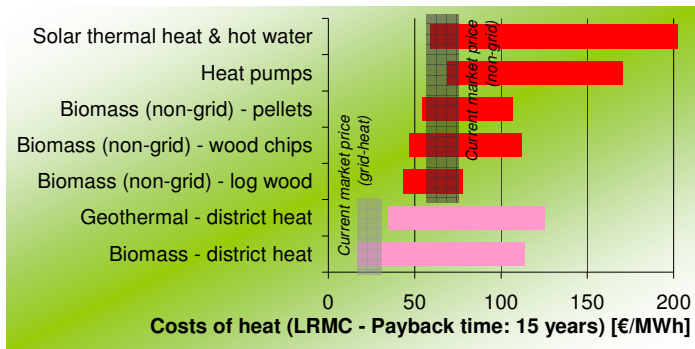 Solar thermal heat & hot water
Heat pumps
Biomass (non-grid) - pellets
Biomass (non-grid) - wood chips
Biomass (non-grid) - log wood
Geothermal - district heat
Biomass - district heat
Current market price
(non-grid)
Current market price
(grid-heat)
0 50 100 150 200
Costs of heat (LRMC - Payback time: 15 years) [€/MWh]